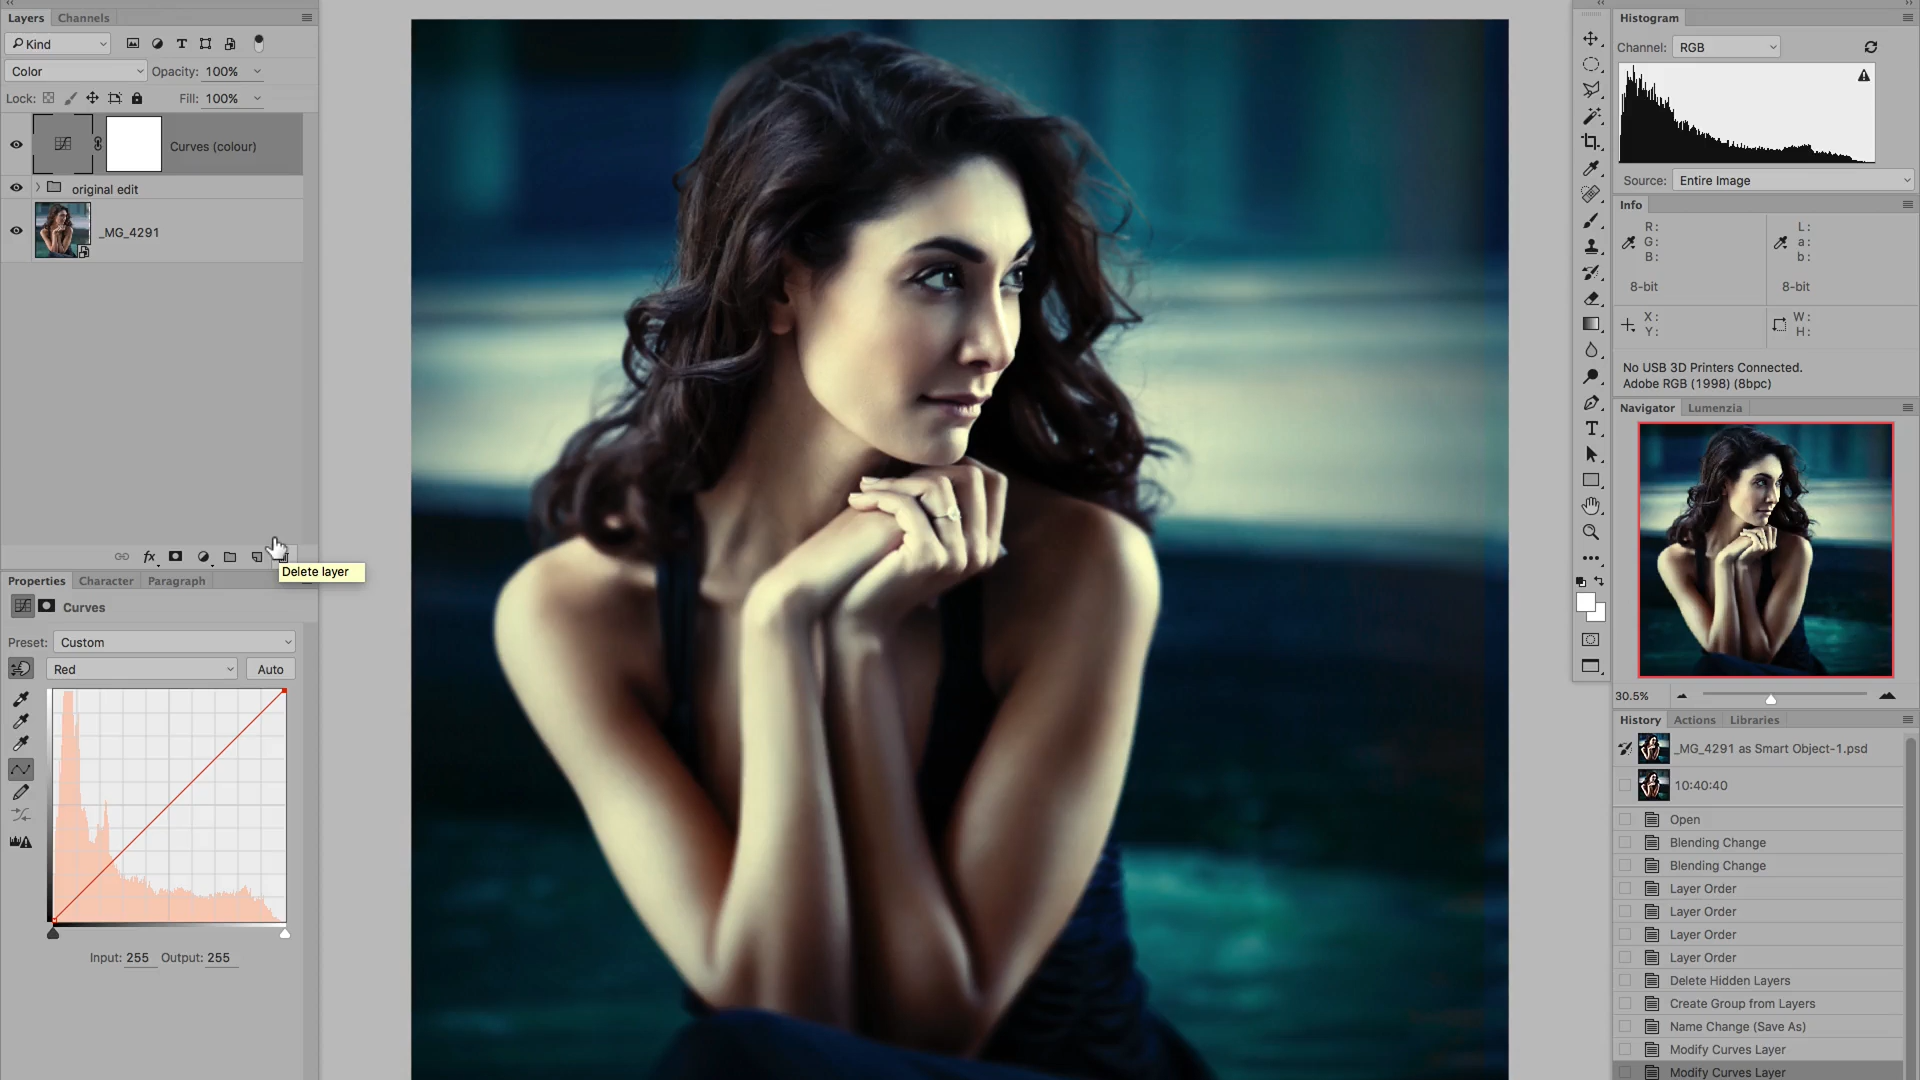 Layers Channels
Kind
Color Opacity: 100%
Lock: Fill: 100%
Curves (colour)
original edit
_MG_4291
fx
Delete layer
Properties Character Paragraph
Curves
Preset: Custom
Red Auto
Input: 255 Output: 255
Histogram
Channel: RGB
Source: Entire Image
Info
R: L:
G: a:
B: b:
8-bit 8-bit
X: W:
Y: H:
No USB 3D Printers Connected.
Adobe RGB (1998) (8bpc)
Navigator Lumenzia
30.5%
History Actions Libraries
_MG_4291 as Smart Object-1.psd
10:40:40
Open
Blending Change
Blending Change
Layer Order
Layer Order
Layer Order
Layer Order
Delete Hidden Layers
Create Group from Layers
Name Change (Save As)
Modify Curves Layer
Modify Curves Layer